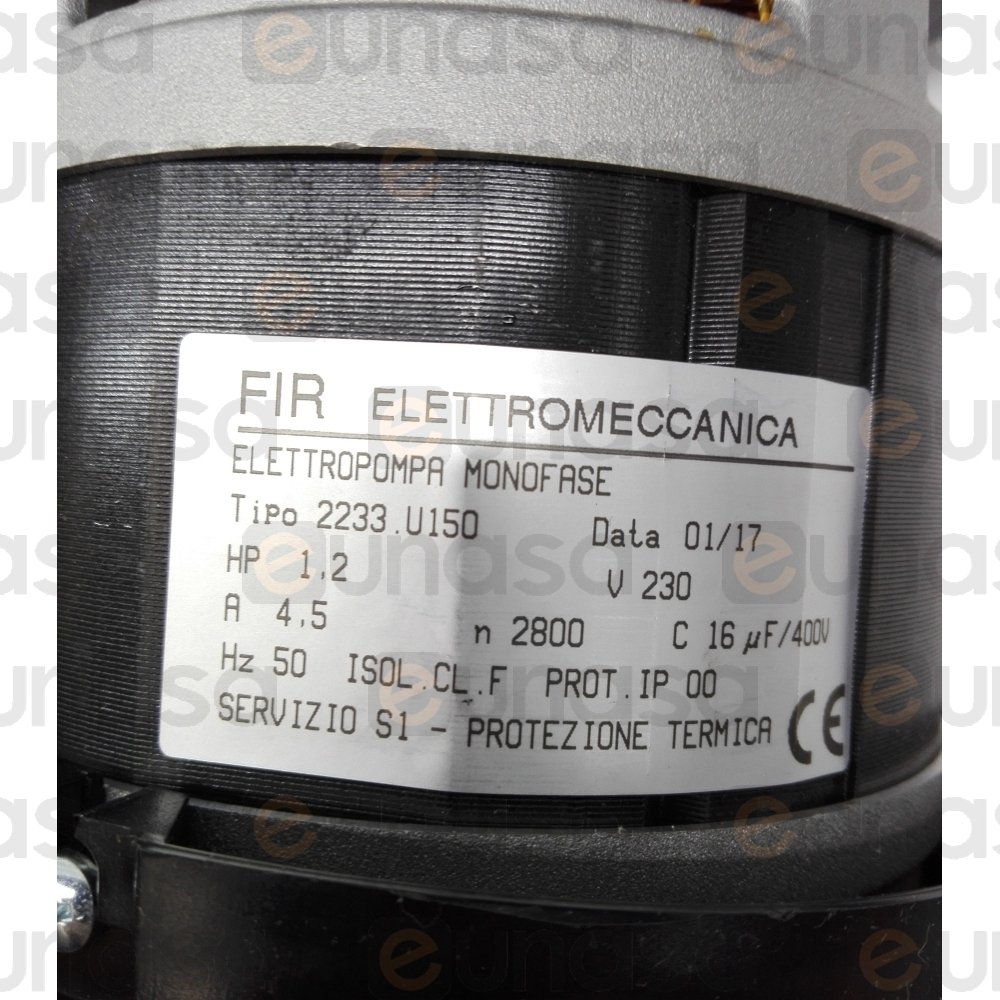 FIR ELETTROMECCANICA
ELETTROPOMPA MONOFASE
Tipo 2233.U150 Data 01/17
HP 1,2 V 230
A 4,5 n 2800 C 16 µF/400V
Hz 50 ISOL.CL.F PROT.IP 00
SERVIZIO S1 - PROTEZIONE TERMICA CE
eunasa